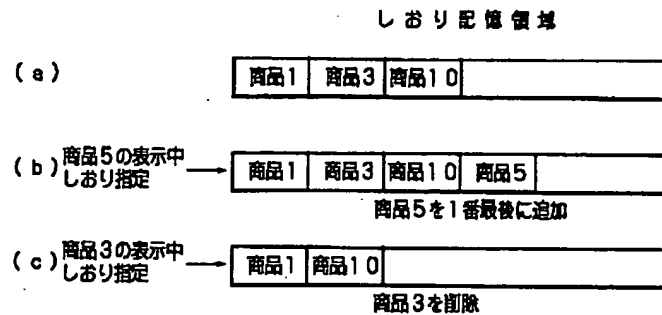 しおり記憶領域
(a) 商品1 商品3 商品10
(b) 商品5の表示中
しおり指定 商品1 商品3 商品10 商品5
商品5を1番最後に追加
(c) 商品3の表示中
しおり指定 商品1 商品10
商品3を削除